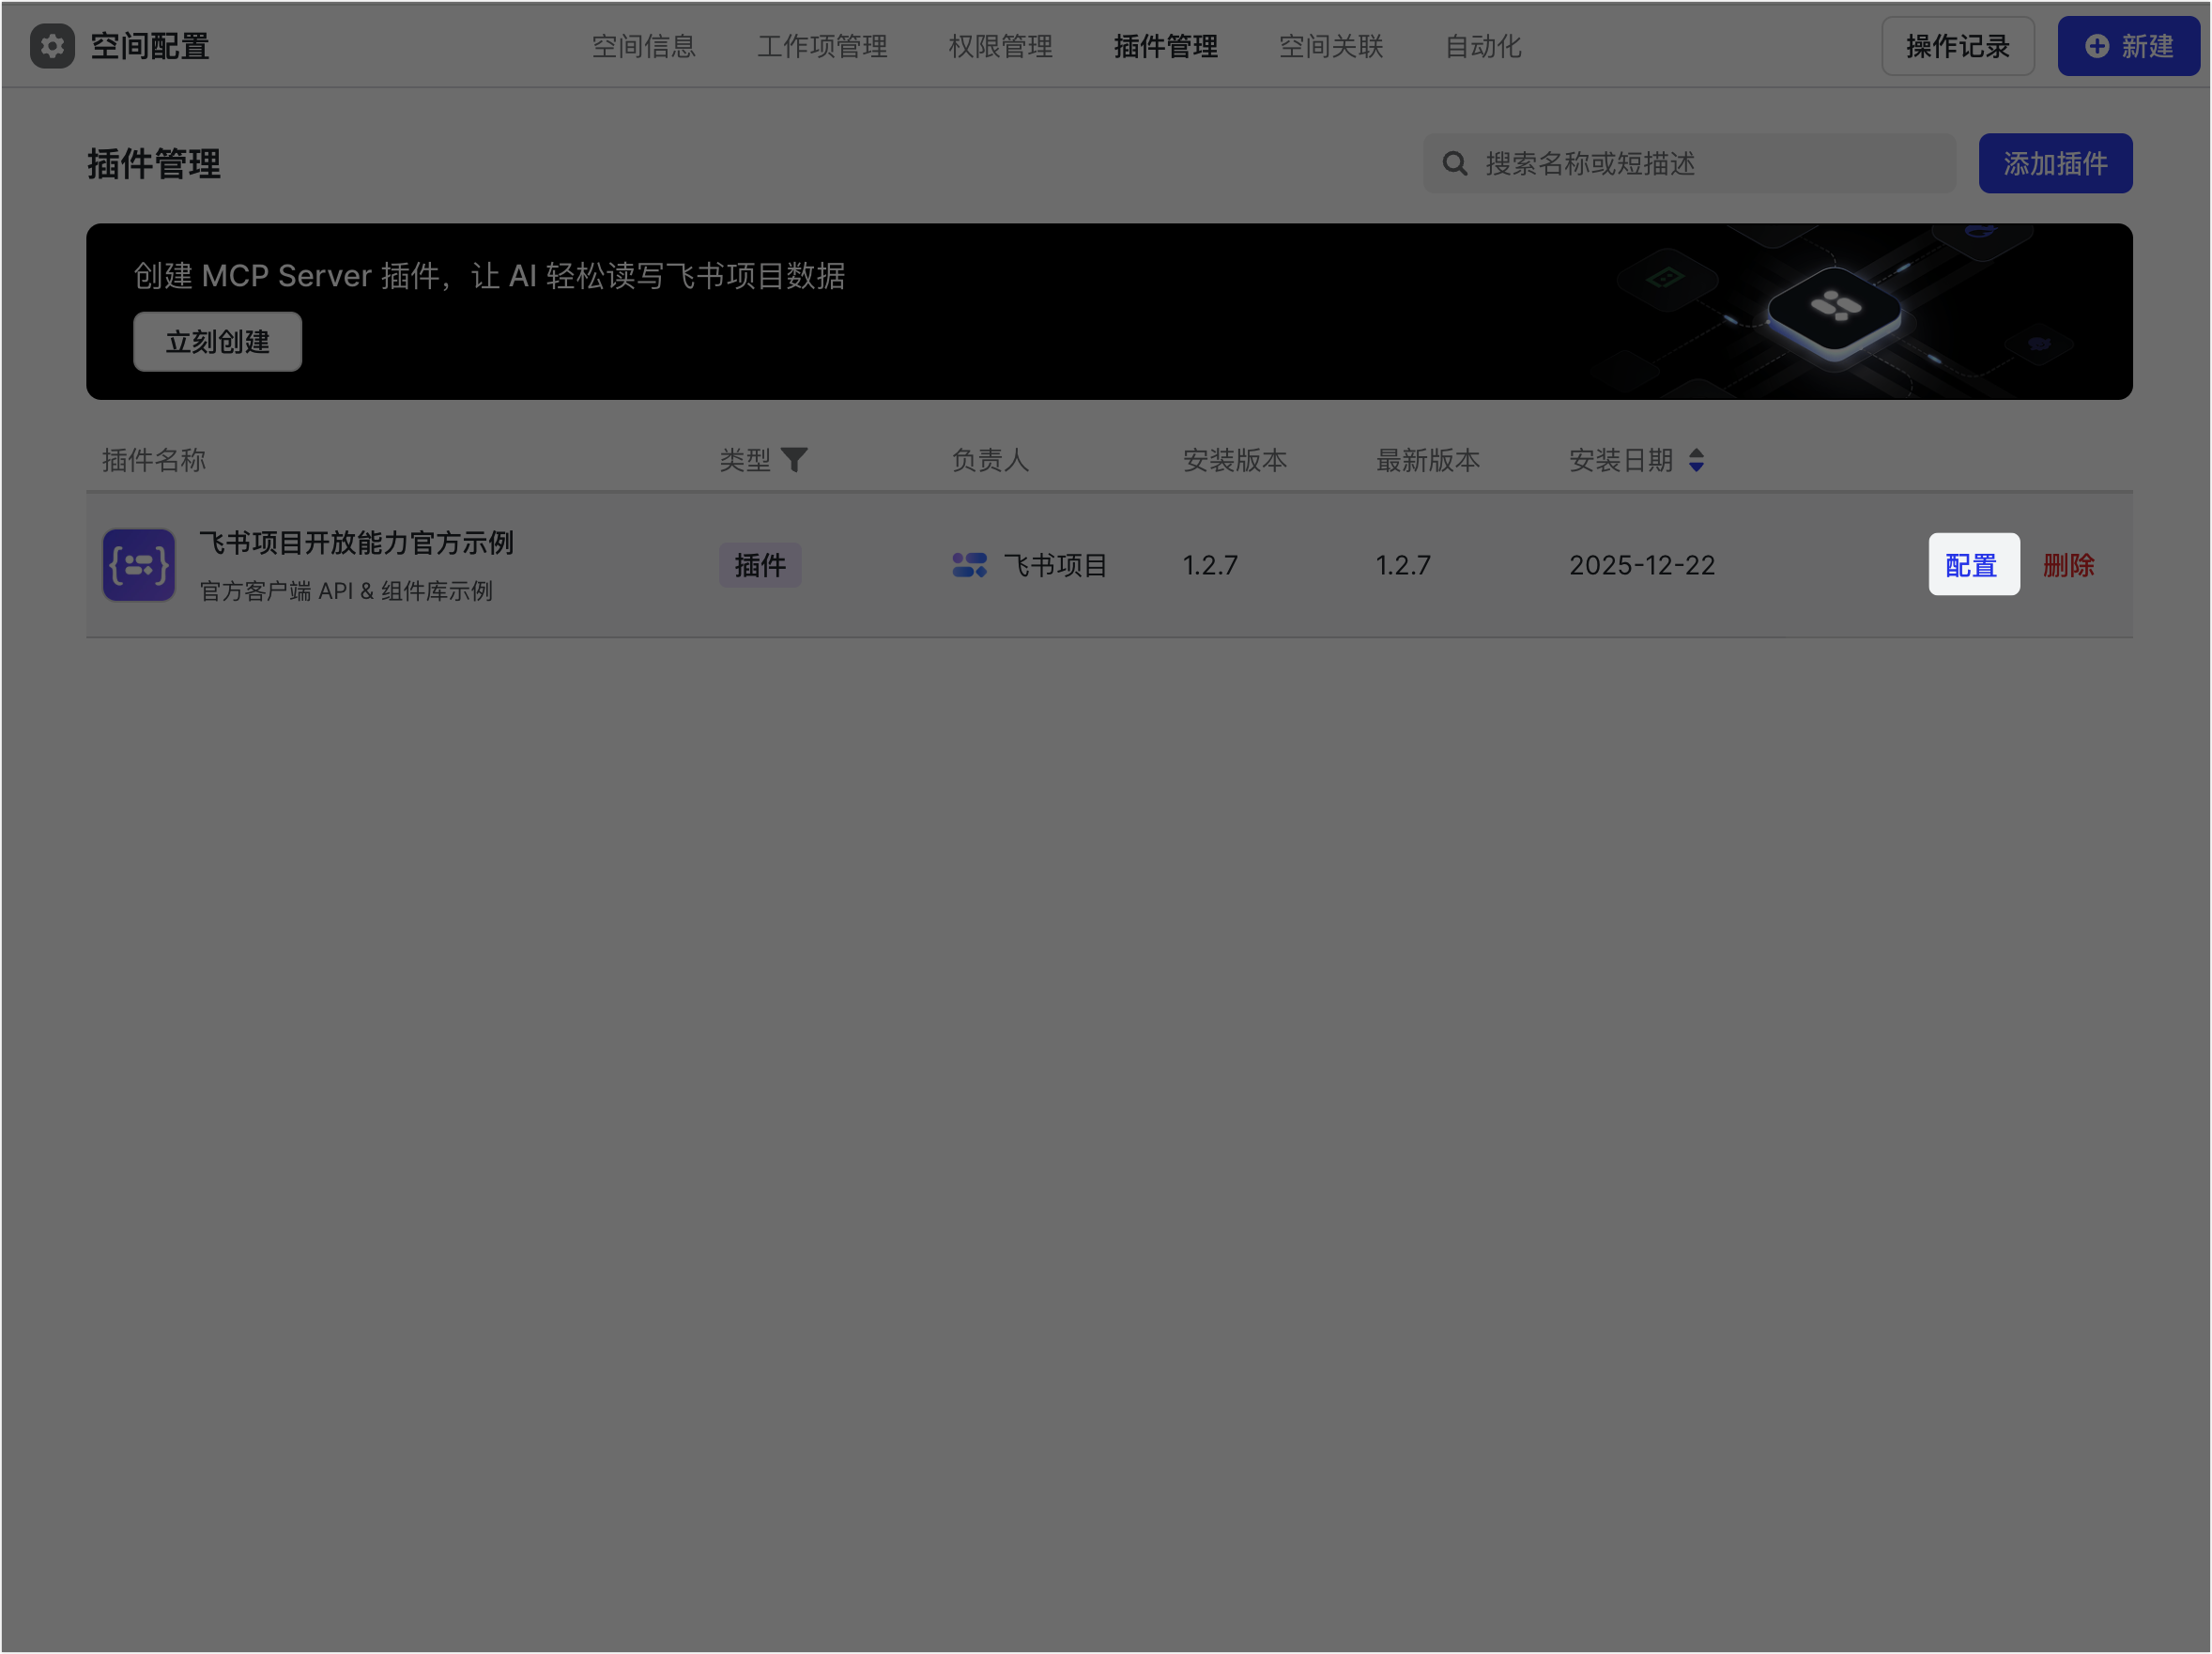 空间配置
空间信息 工作项管理 权限管理 插件管理 空间关联 自动化
操作记录 新建
插件管理
搜索名称或短描述 添加插件
创建 MCP Server 插件，让 AI 轻松读写飞书项目数据
立刻创建
插件名称 类型 负责人 安装版本 最新版本 安装日期
飞书项目开放能力官方示例
官方客户端 API & 组件库示例
插件 飞书项目 1.2.7 1.2.7 2025-12-22 配置 删除